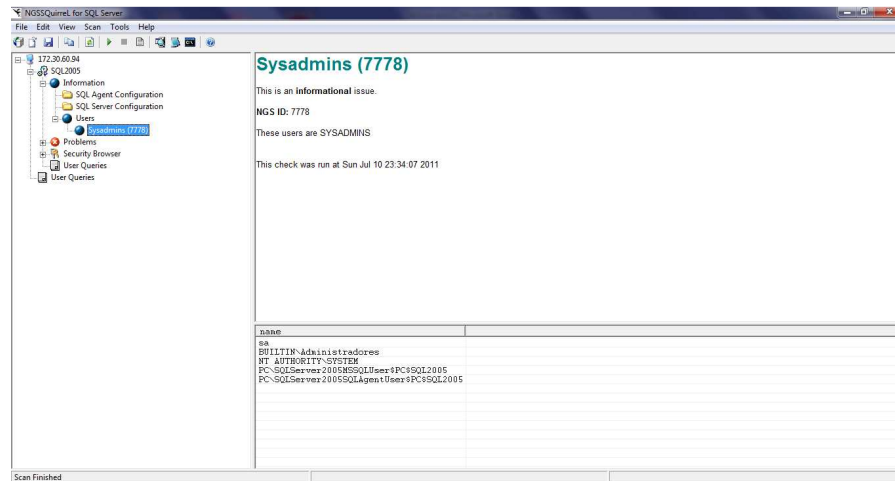 NGSSQuirreL for SQL Server
File Edit View Scan Tools Help
172.30.60.94
SQL2005
Information
SQL Agent Configuration
SQL Server Configuration
Users
Sysadmins (7778)
Problems
Security Browser
User Queries
User Queries
Sysadmins (7778)
This is an informational issue.
NGS ID: 7778
These users are SYSADMINS
This check was run at Sun Jul 10 23:34:07 2011
name
sa
BUILTIN\Administradores
NT AUTHORITY\SYSTEM
PC\SQLServer2005MSSQLUser$PC$SQL2005
PC\SQLServer2005SQLAgentUser$PC$SQL2005
Scan Finished